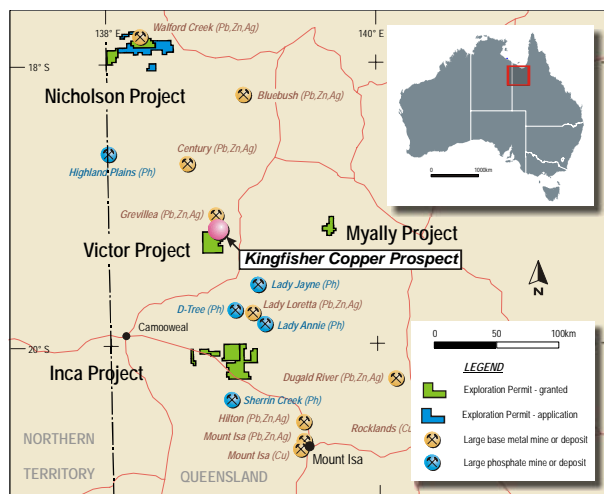 138° E
Walford Creek (Pb,Zn,Ag)
140° E
18° S
Nicholson Project
Bluebush (Pb,Zn,Ag)
0
1000km
Century (Pb,Zn,Ag)
Highland Plains (Ph)
Grevillea (Pb,Zn,Ag)
Victor Project
Myally Project
Kingfisher Copper Prospect
N
Lady Jayne (Ph)
D-Tree (Ph)
Lady Loretta (Pb,Zn,Ag)
Lady Annie (Ph)
Camooweal
20° S
0
50
100km
Inca Project
Dugald River (Pb,Zn,Ag)
Sherrin Creek (Ph)
Hilton (Pb,Zn,Ag)
Rocklands (Cu
Mount Isa (Pb,Zn,Ag)
Mount Isa (Cu)
Mount Isa
NORTHERN
TERRITORY
QUEENSLAND
LEGEND
Exploration Permit - granted
Exploration Permit - application
Large base metal mine or deposit
Large phosphate mine or deposit